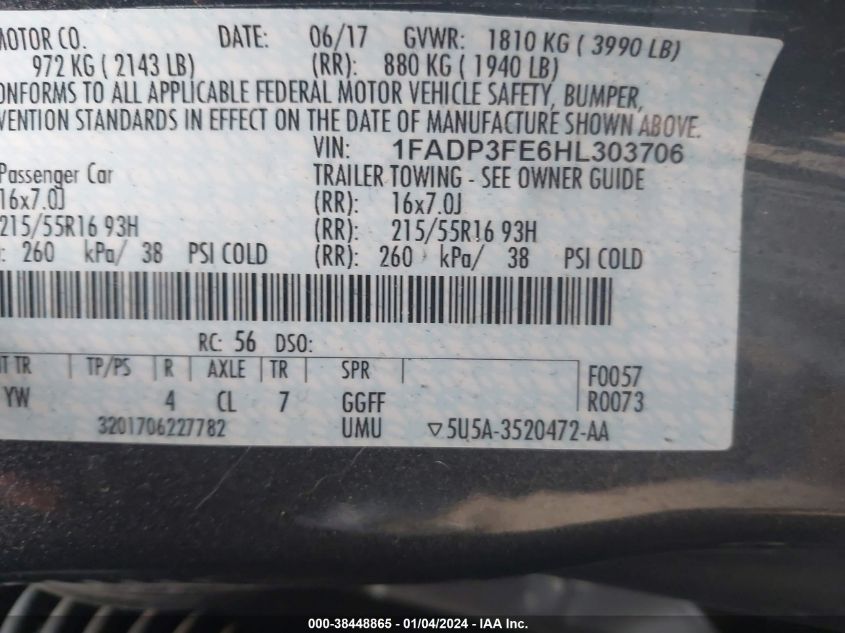 MOTOR CO. DATE: 06/17 GVWR: 1810 KG ( 3990 LB)
972 KG ( 2143 LB) (RR): 880 KG ( 1940 LB)
ONFORMS TO ALL APPLICABLE FEDERAL MOTOR VEHICLE SAFETY, BUMPER,
VENTION STANDARDS IN EFFECT ON THE DATE OF MANUFACTURE SHOWN ABOVE.
VIN: 1FADP3FE6HL303706
Passenger Car TRAILER TOWING - SEE OWNER GUIDE
16x7.0J (RR): 16x7.0J
215/55R16 93H (RR): 215/55R16 93H
: 260 kPa/ 38 PSI COLD (RR): 260 kPa/ 38 PSI COLD
RC: 56 DSO:
NT TR TP/PS R AXLE TR SPR F0057
YW 4 CL 7 GGFF R0073
3201706227782 UMU ▽5U5A-3520472-AA
000-38448865 - 01/04/2024 - IAA Inc.